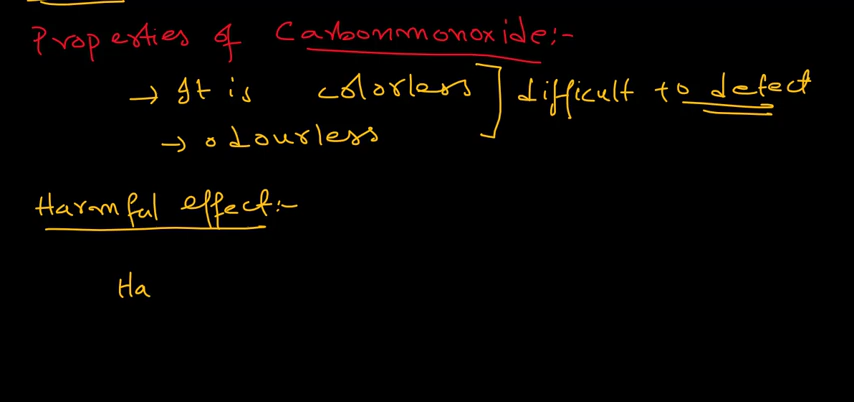 Properties of Carbonmonoxide:-
→ It is colorless ] difficult to defect
→ odourless
Harmful effect:-
Ha